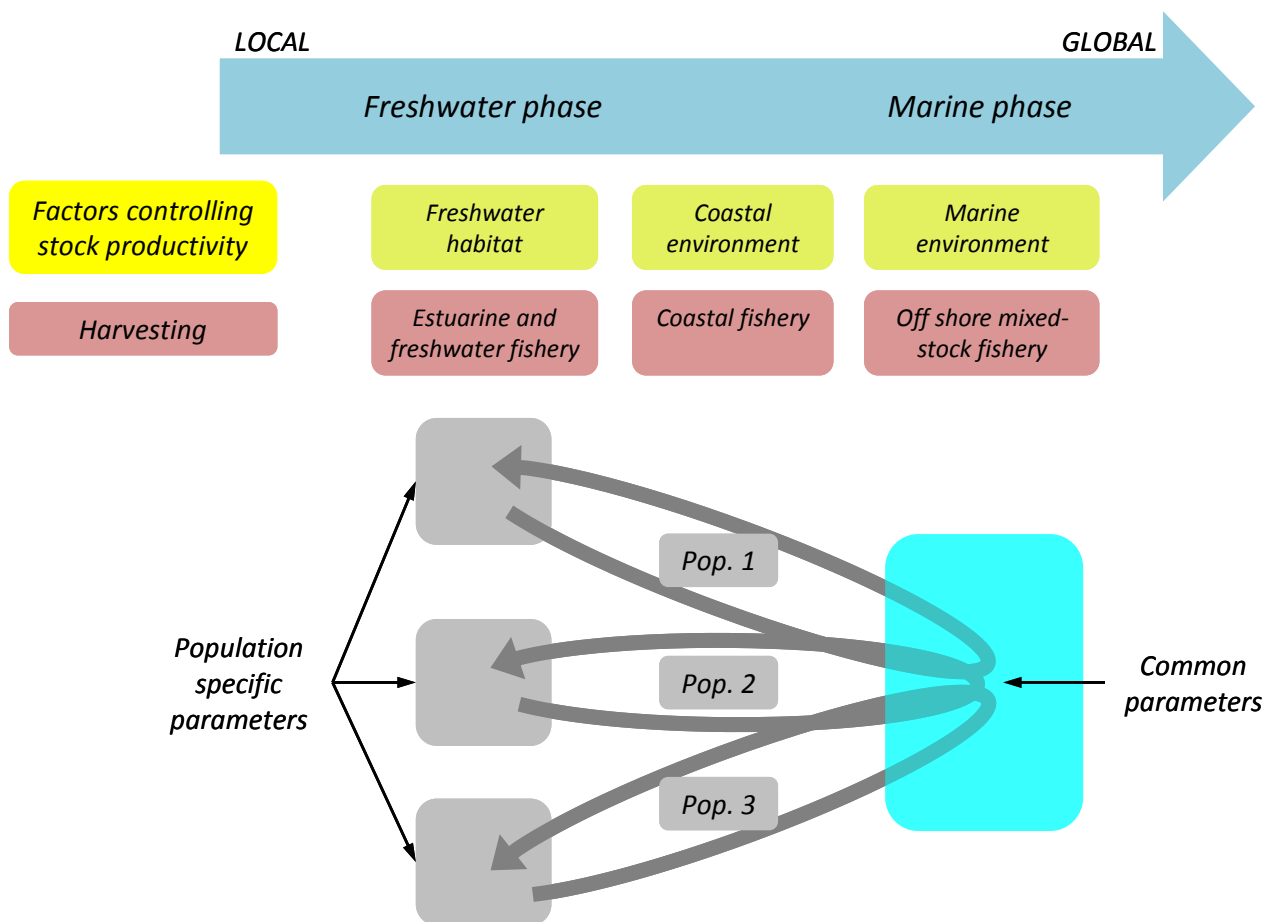 LOCAL
GLOBAL
Freshwater phase
Marine phase
Factors controlling
stock productivity
Freshwater
habitat
Coastal
environment
Marine
environment
Harvesting
Estuarine and
freshwater fishery
Coastal fishery
Off shore mixed-
stock fishery
Pop. 1
Population
specific
parameters
Pop. 2
Common
parameters
Pop. 3